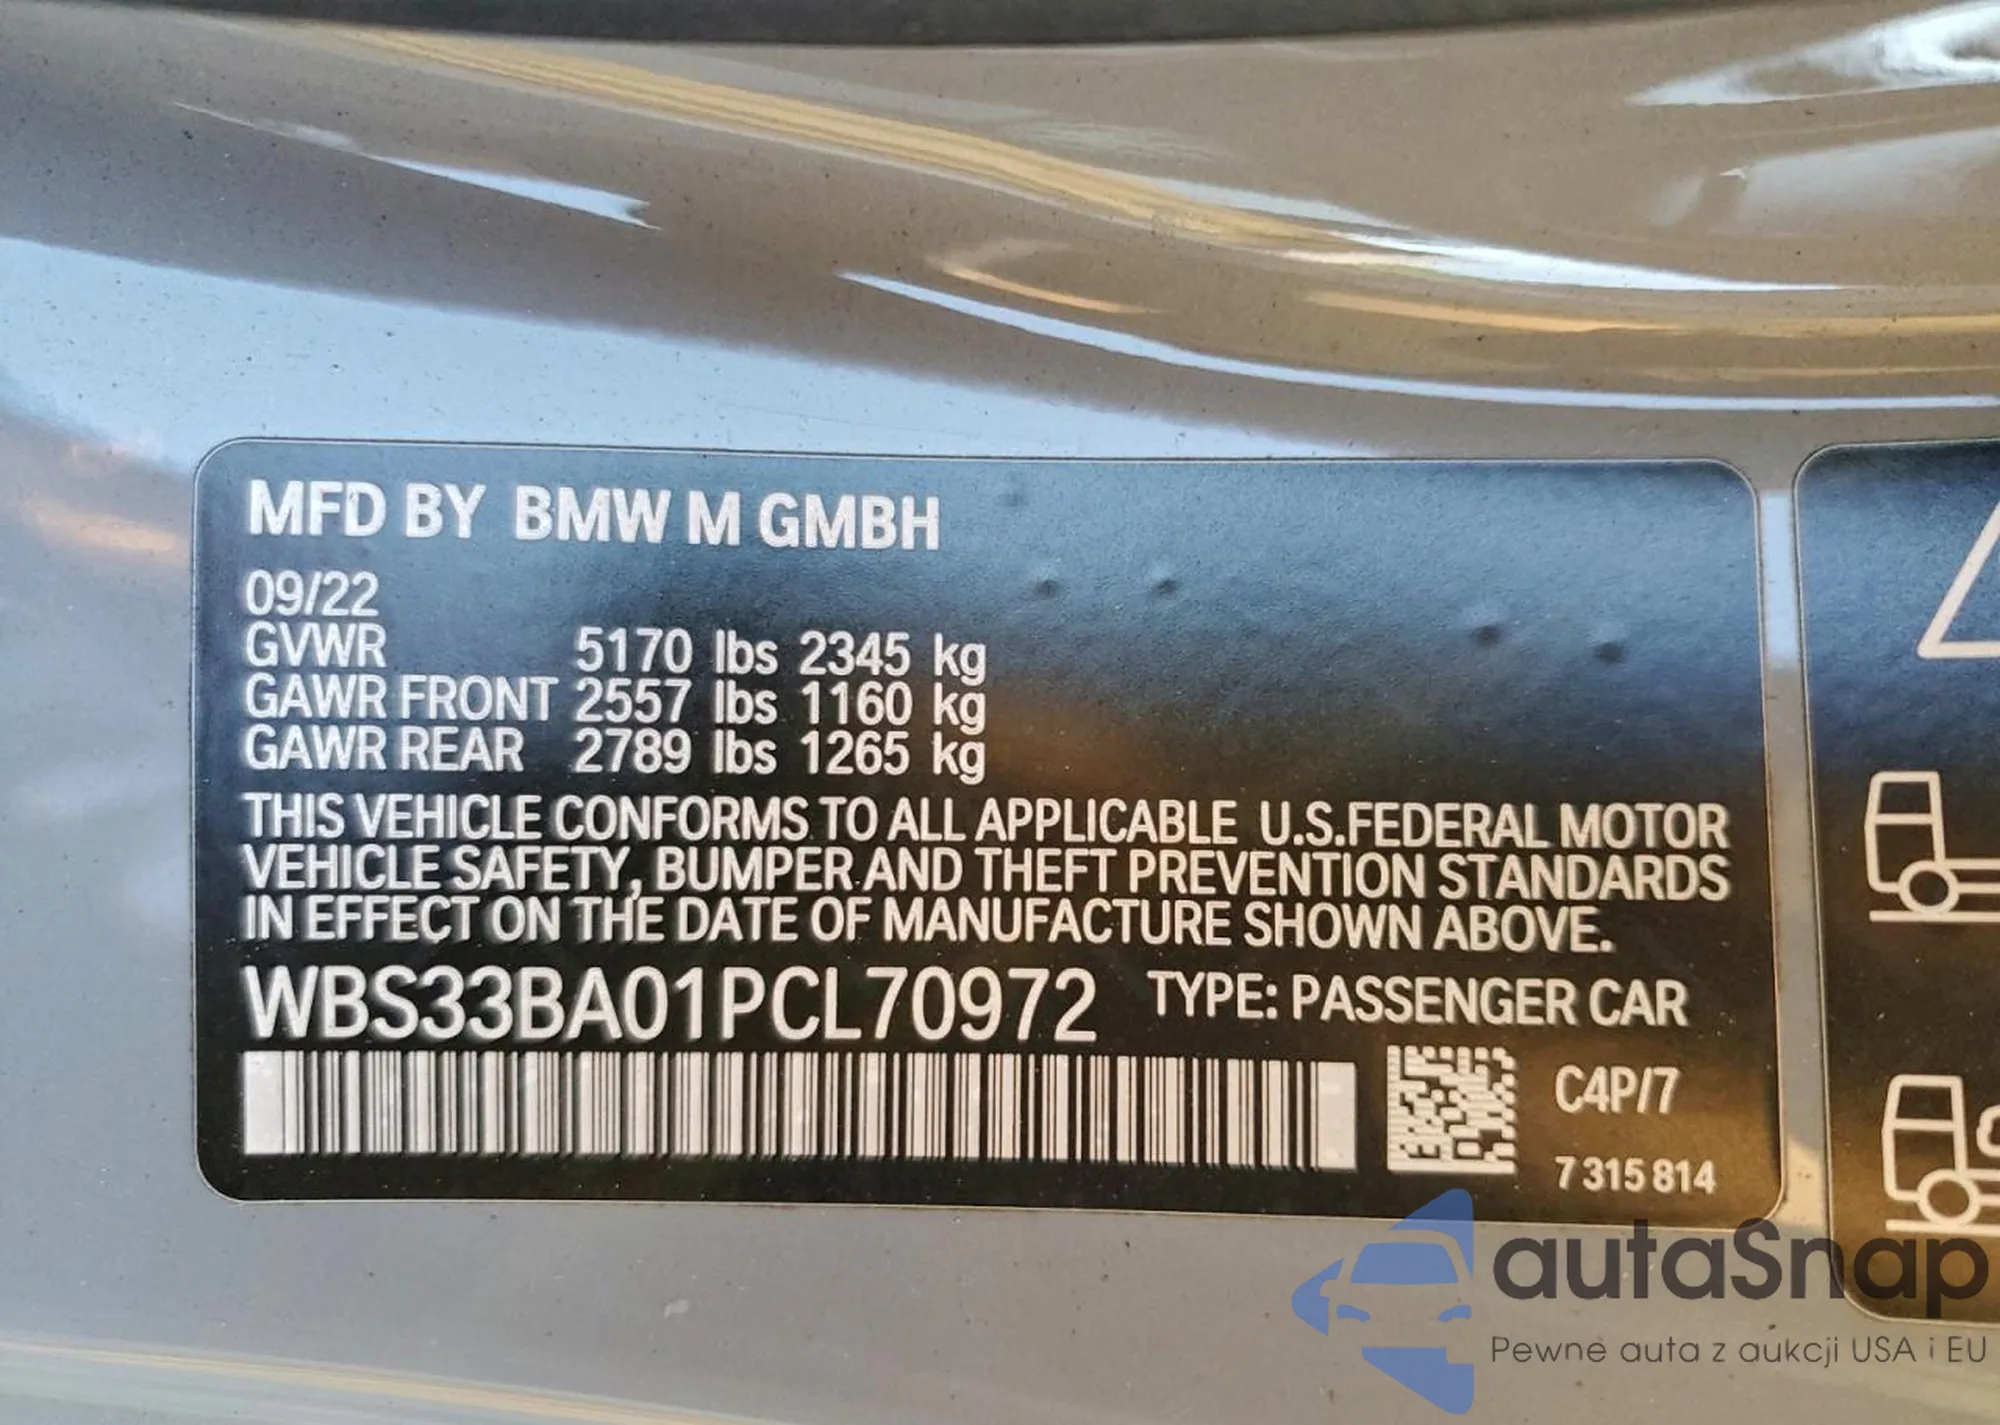 MFD BY BMW M GMBH
09/22
GVWR 5170 lbs 2345 kg
GAWR FRONT 2557 lbs 1160 kg
GAWR REAR 2789 lbs 1265 kg
THIS VEHICLE CONFORMS TO ALL APPLICABLE U.S.FEDERAL MOTOR
VEHICLE SAFETY, BUMPER AND THEFT PREVENTION STANDARDS
IN EFFECT ON THE DATE OF MANUFACTURE SHOWN ABOVE.
WBS33BA01PCL70972 TYPE: PASSENGER CAR
C4P/7
7 315 814
autaSnap
Pewne auta z aukcji USA i EU